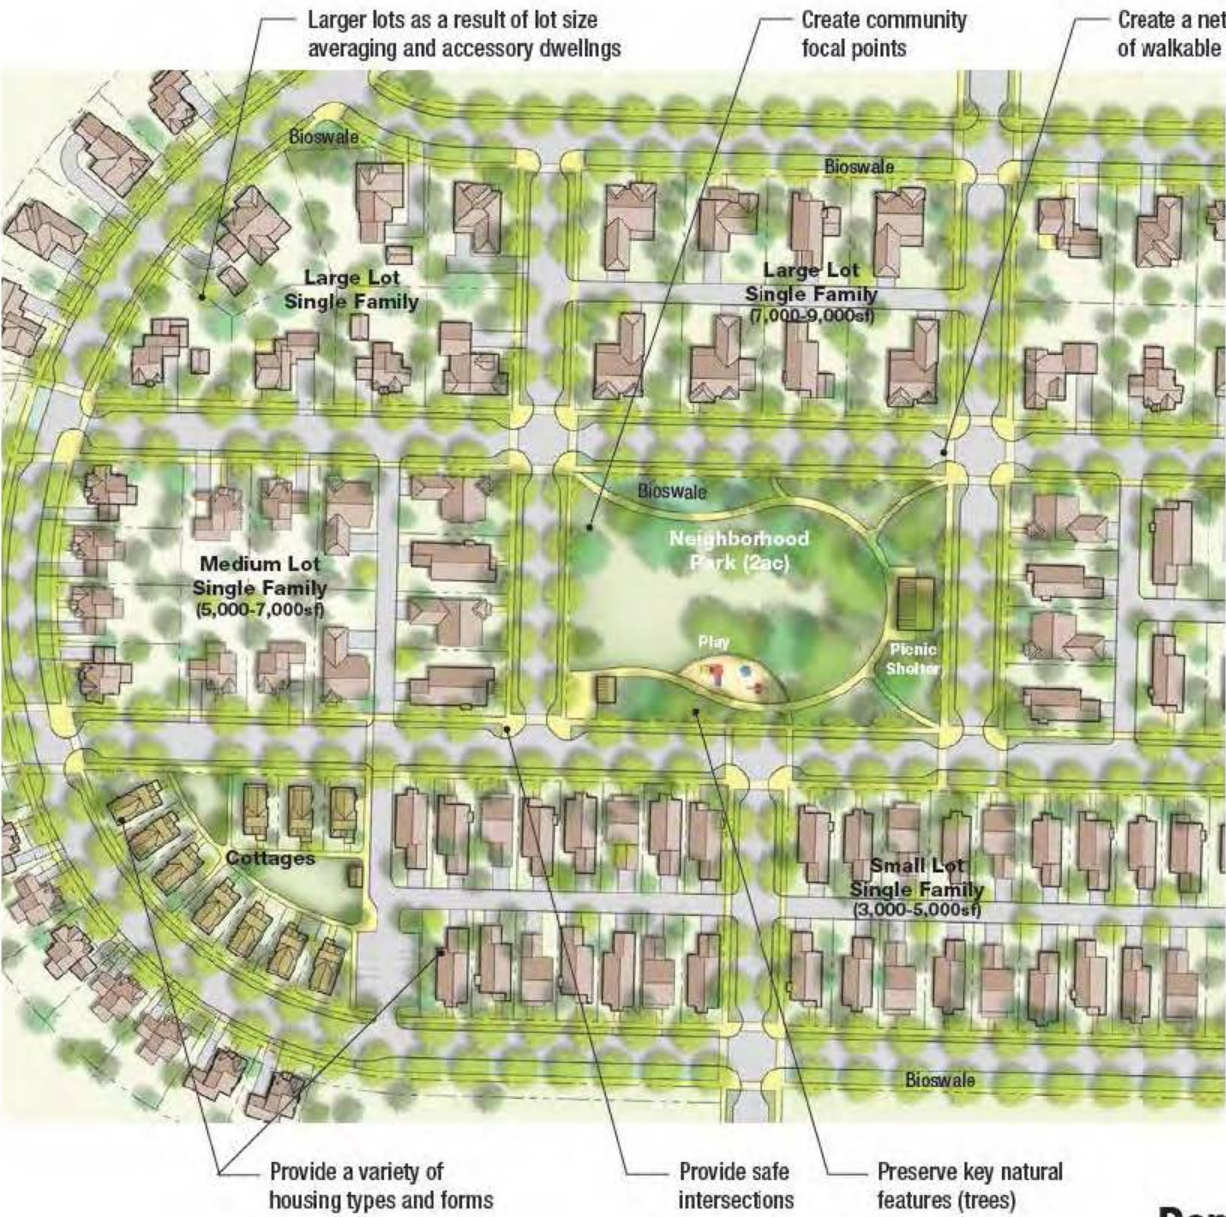 Larger lots as a result of lot size
averaging and accessory dwellngs
Create community
focal points
Create a net
of walkable
Bioswale
Bioswale
Large Lot
Single Family
Large Lot
Single Family
(7,000-9,000sf)
Bioswale
Neighborhood
Park (2ac)
Medium Lot
Single Family
(5,000-7,000sf)
Play
Picnic
Shelter
Cottages
Small Lot
Single Family
(3,000-5,000sf)
Bioswale
Provide a variety of
housing types and forms
Provide safe
intersections
Preserve key natural
features (trees)